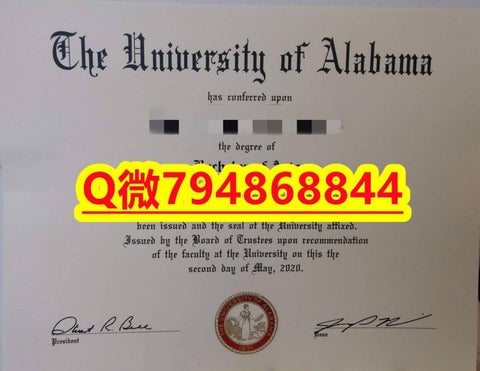 The University of Alabama
has conferred upon
the degree of
Q微794868844
been issued and the seal of the University affixed.
Issued by the Board of Trustees upon recommendation
of the faculty at the University on this the
second day of May, 2020.
President
Dean